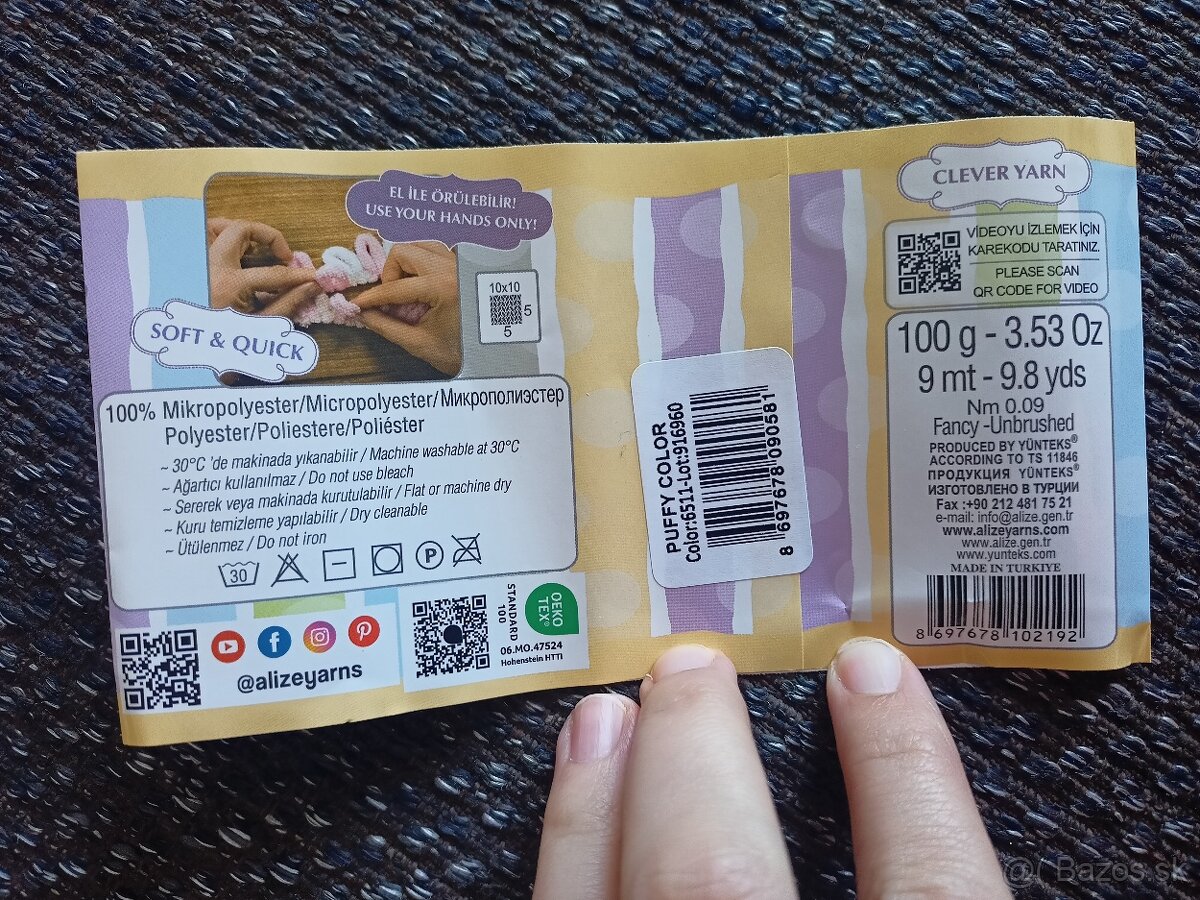 EL İLE ÖRÜLEBİLİR!
USE YOUR HANDS ONLY!
SOFT & QUICK
10x10
5
5
100% Mikropolyester/Micropolyester/Микрополиэстер
Polyester/Poliestere/Poliéster
~ 30°C 'de makinada yıkanabilir / Machine washable at 30°C
~ Ağartıcı kullanılmaz / Do not use bleach
~ Sererek veya makinada kurutulabilir / Flat or machine dry
~ Kuru temizleme yapılabilir / Dry cleanable
~ Ütülenmez / Do not iron
30
P
@alizeyarns
STANDARD
100
OEKO
TEX®
06.MO.47524
Hohenstein HTTI
PUFFY COLOR
Color:6511-Lot:916960
8 697678 090581
CLEVER YARN
VİDEOYU İZLEMEK İÇİN
KAREKODU TARATINIZ.
PLEASE SCAN
QR CODE FOR VIDEO
100 g - 3.53 Oz
9 mt - 9.8 yds
Nm 0.09
Fancy -Unbrushed
PRODUCED BY YÜNTEKS®
ACCORDING TO TS 11846
ПРОДУКЦИЯ YÜNTEKS®
ИЗГОТОВЛЕНО В ТУРЦИИ
Fax :+90 212 481 75 21
e-mail: info@alize.gen.tr
www.alizeyarns.com
www.alize.gen.tr
www.yunteks.com
MADE IN TURKIYE
8 697678 102192
Bazos.sk